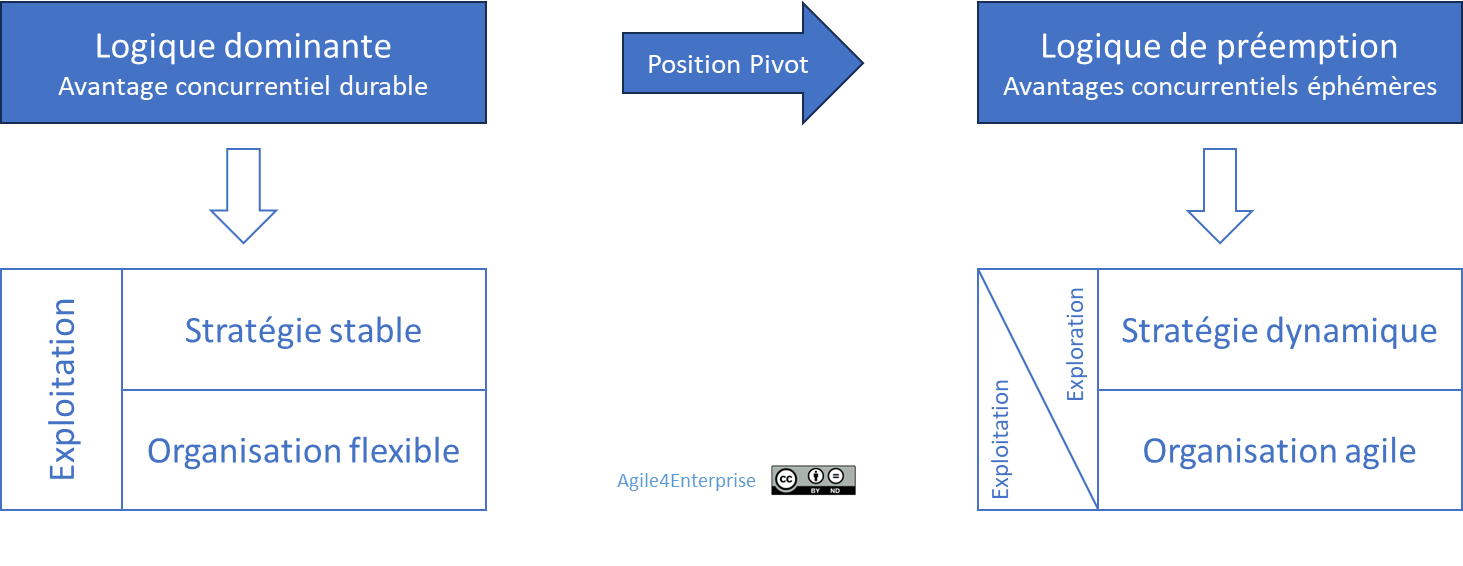 Logique dominante
Avantage concurrentiel durable
Position Pivot
Logique de préemption
Avantages concurrentiels éphémères
Exploitation
Stratégie stable
Organisation flexible
Agile4Enterprise
cc
BY ND
Exploitation
Exploration
Stratégie dynamique
Organisation agile